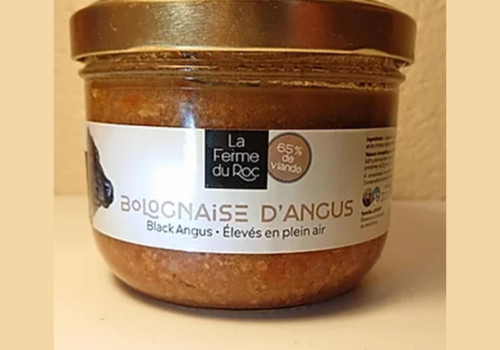 La
Ferme
du Roc
65%
de
viande
BOLOGNAiSE D'ANGUS
Black Angus • Élevés en plein air